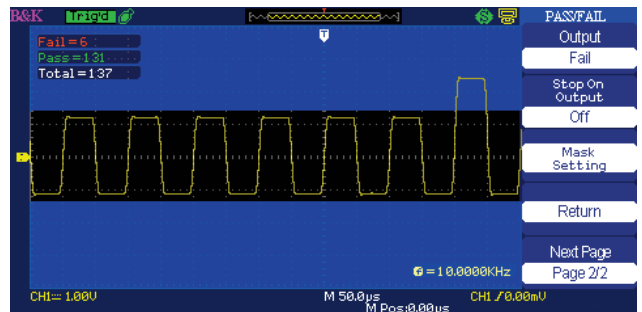 B&K Trig'd PASS/FAIL
Fail=6
Pass=131
Total=137
T
Output
Fail
Stop On
Output
Off
Mask
Setting
Return
Next Page
Page 2/2
f=10.0000KHz
CH1 1.00V M 50.0µs CH1 0.00mV
M Pos:0.00µs